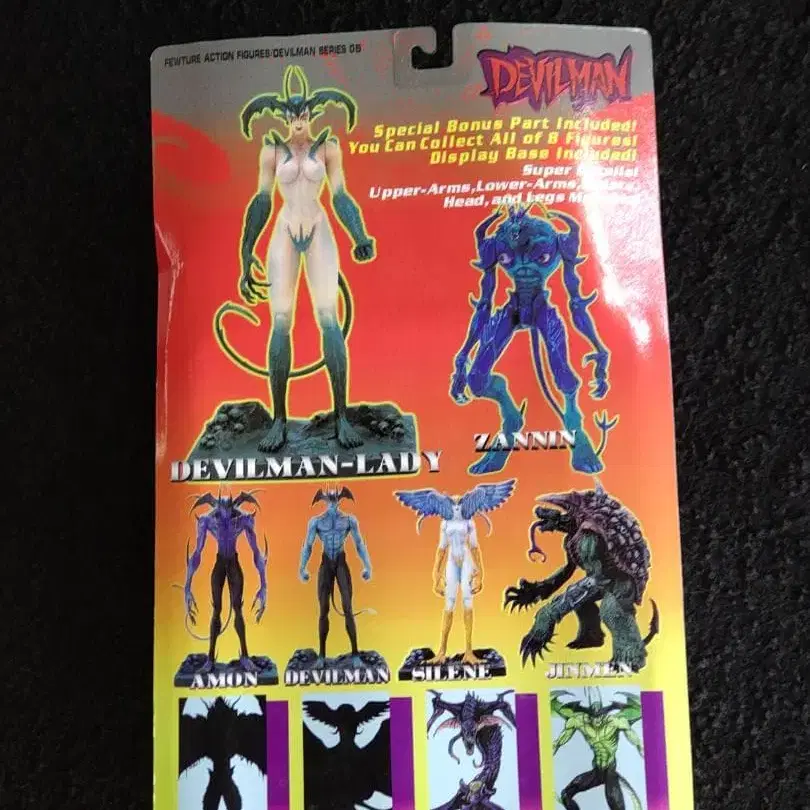 FEWTURE ACTION FIGURES/DEVILMAN SERIES 05
DEVILMAN
Special Bonus Part Included!
You Can Collect All of 8 Figures!
Display Base Included!
Super
Upper-Arms,Lower-Arms,
Head, and Legs
DEVILMAN-LADY
ZANNIN
AMON
DEVILMAN
SILENE
JINMEN